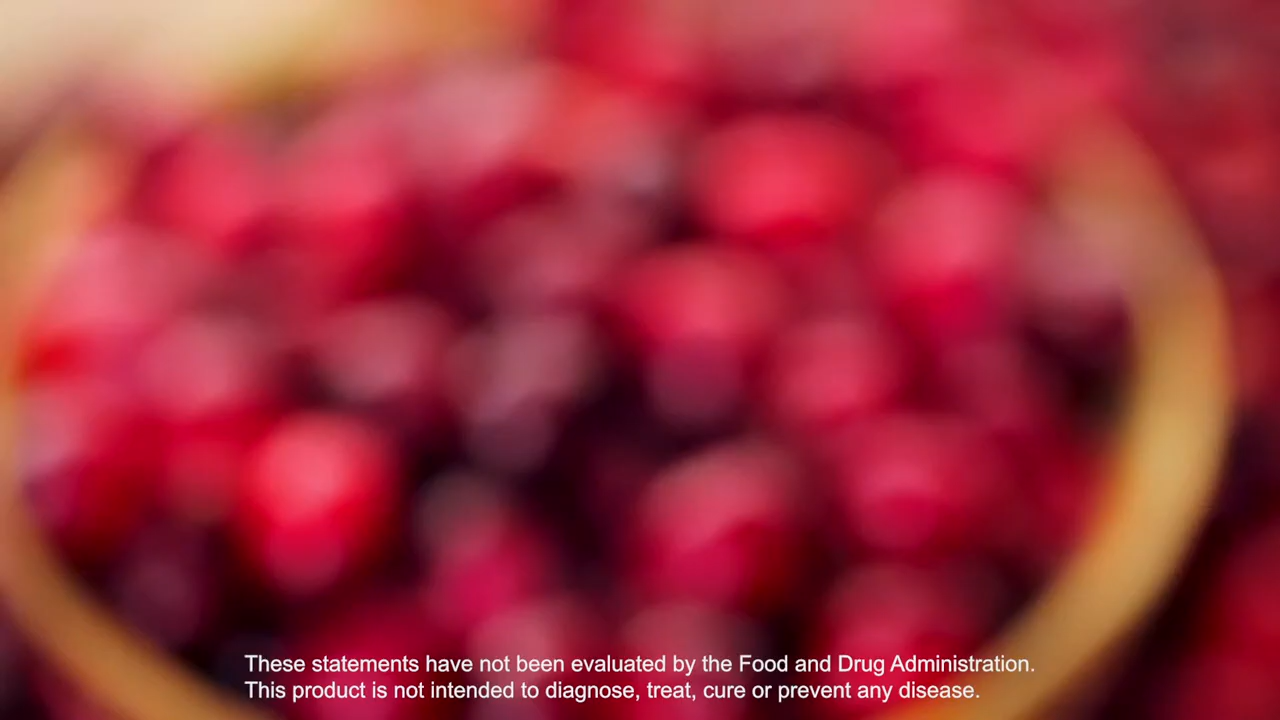 These statements have not been evaluated by the Food and Drug Administration.
This product is not intended to diagnose, treat, cure or prevent any disease.